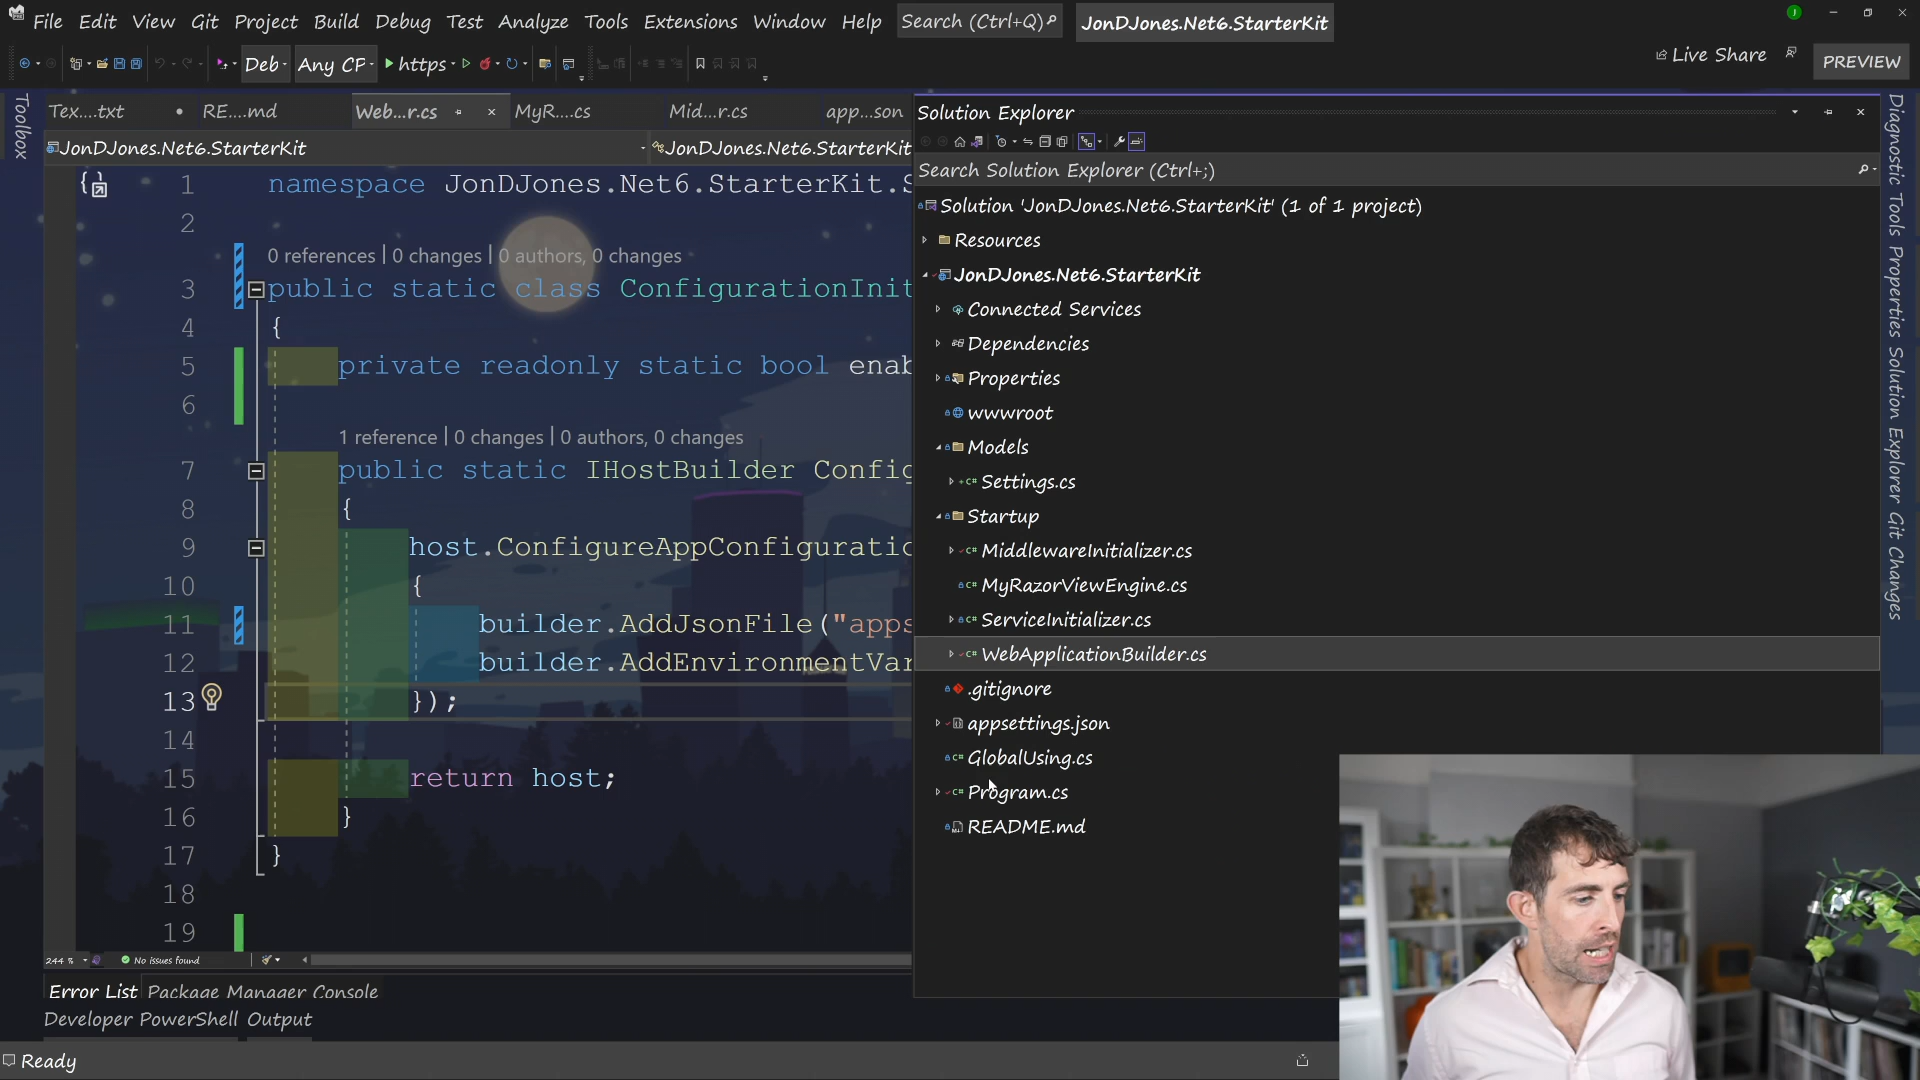 File Edit View Git Project Build Debug Test Analyze Tools Extensions Window Help Search (Ctrl+Q) JonDJones.Net6.StarterKit
Deb Any CF https Live Share PREVIEW
Toolbox
Tex....txt RE....md Web...r.cs MyR....cs Mid...r.cs app...son
JonDJones.Net6.StarterKit JonDJones.Net6.StarterKit
1 namespace JonDJones.Net6.StarterKit.S
2
0 references | 0 changes | 0 authors, 0 changes
3 public static class ConfigurationInit
4 {
5 private readonly static bool enab
6
1 reference | 0 changes | 0 authors, 0 changes
7 public static IHostBuilder Config
8 {
9 host.ConfigureAppConfiguratio
10 {
11 builder.AddJsonFile("apps
12 builder.AddEnvironmentVar
13 });
14
15 return host;
16 }
17 }
18
19
244 % No issues found
Error List Package Manager Console
Developer PowerShell Output
Ready
Solution Explorer
Search Solution Explorer (Ctrl+;)
Solution 'JonDJones.Net6.StarterKit' (1 of 1 project)
Resources
JonDJones.Net6.StarterKit
Connected Services
Dependencies
Properties
wwwroot
Models
Settings.cs
Startup
MiddlewareInitializer.cs
MyRazorViewEngine.cs
ServiceInitializer.cs
WebApplicationBuilder.cs
.gitignore
appsettings.json
GlobalUsing.cs
Program.cs
README.md
Diagnostic Tools Properties Solution Explorer Git Changes